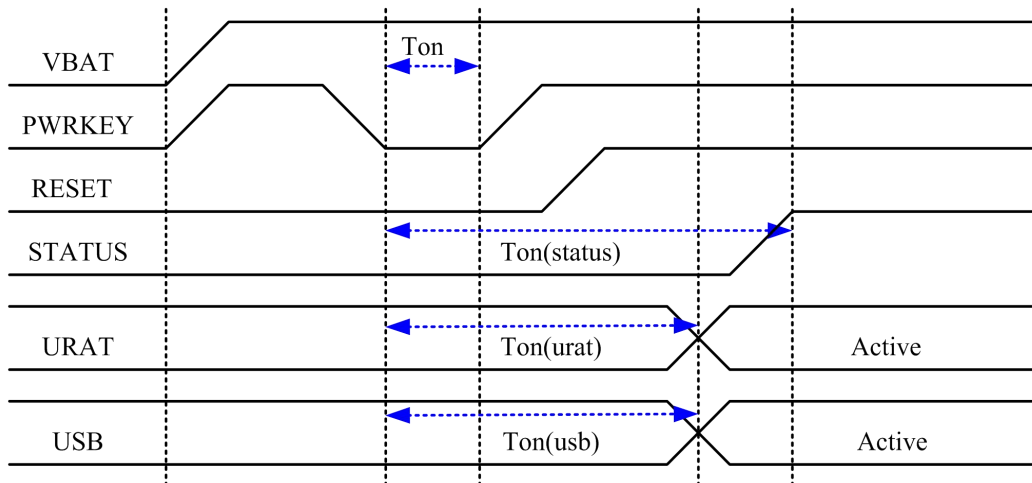 Ton
VBAT
PWRKEY
RESET
STATUS
Ton(status)
URAT
Ton(urat)
Active
USB
Ton(usb)
Active